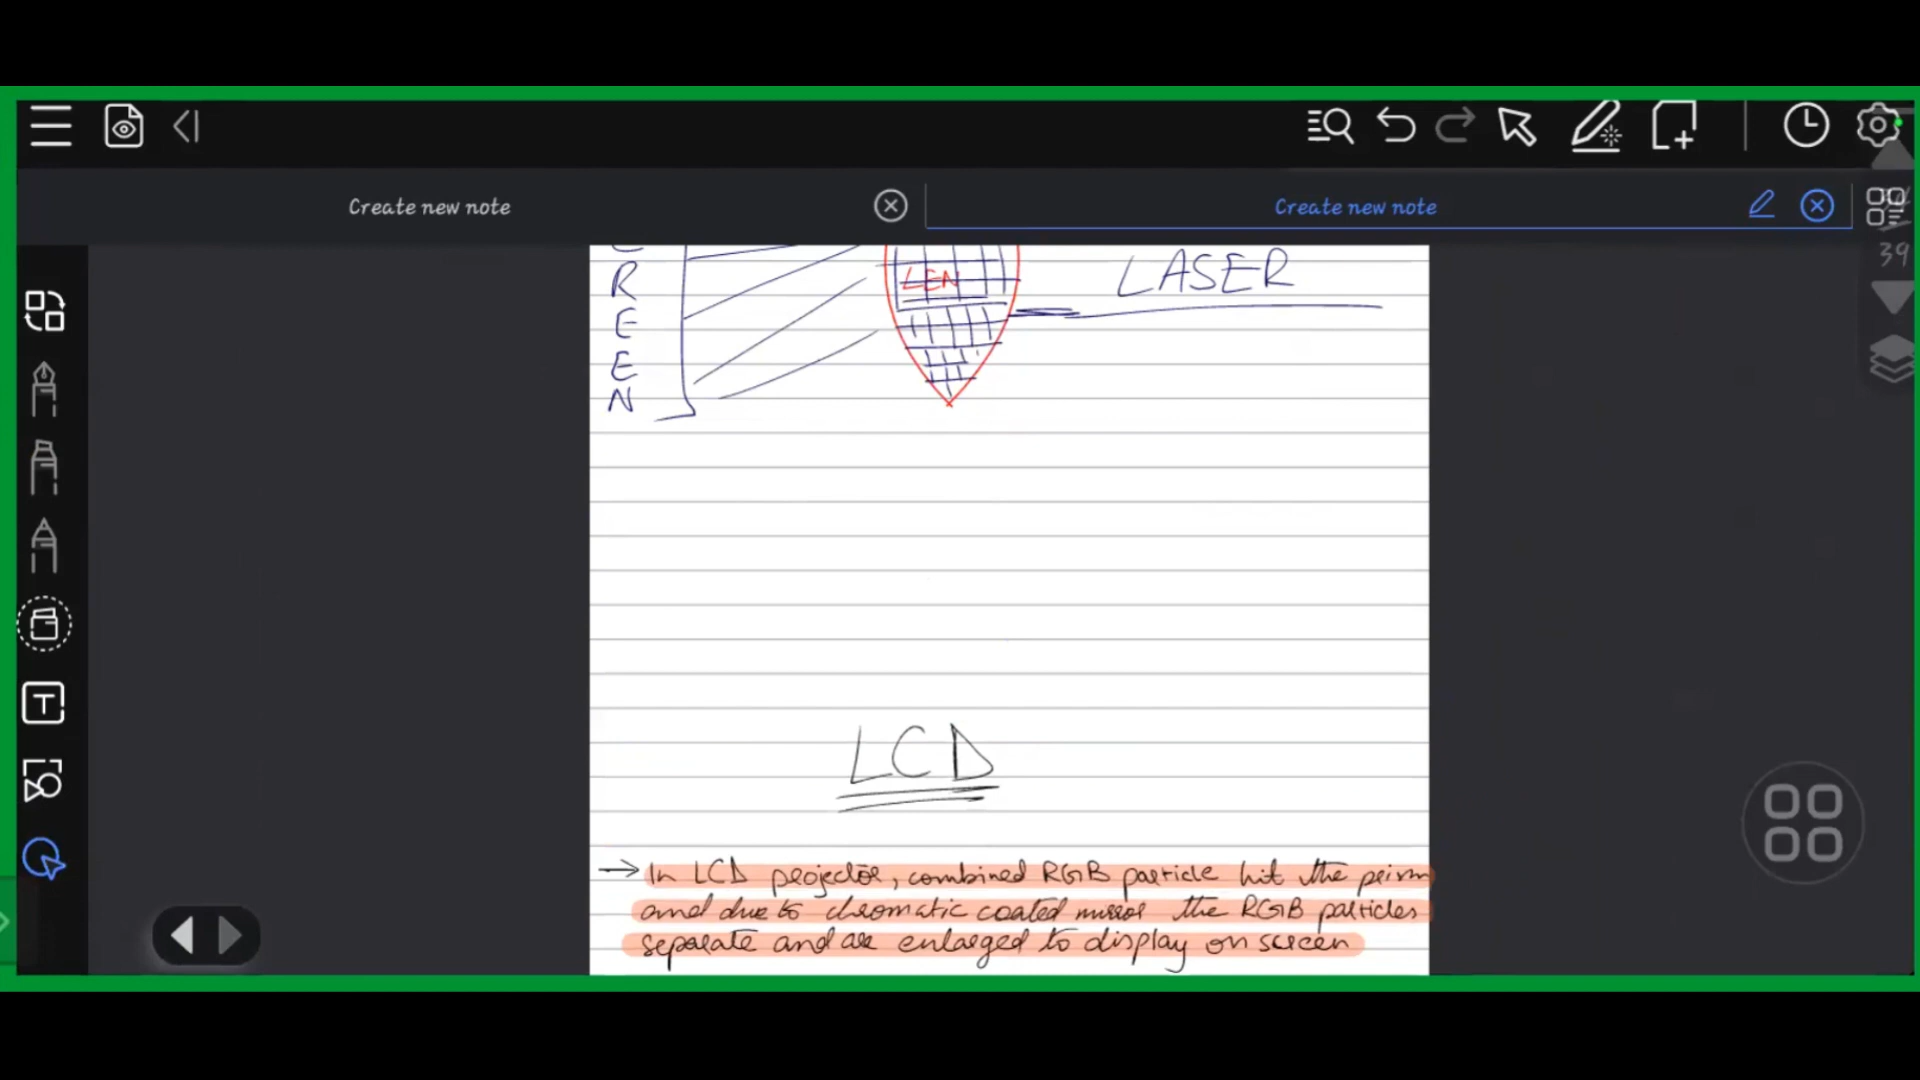 Create new note
Create new note
39
R
E
E
N
LEN
LASER
LCD
→ In LCD projector, combined RGB particle hit the prism
and due to chromatic coated mirror the RGB particles
separate and are enlarged to display on screen
T